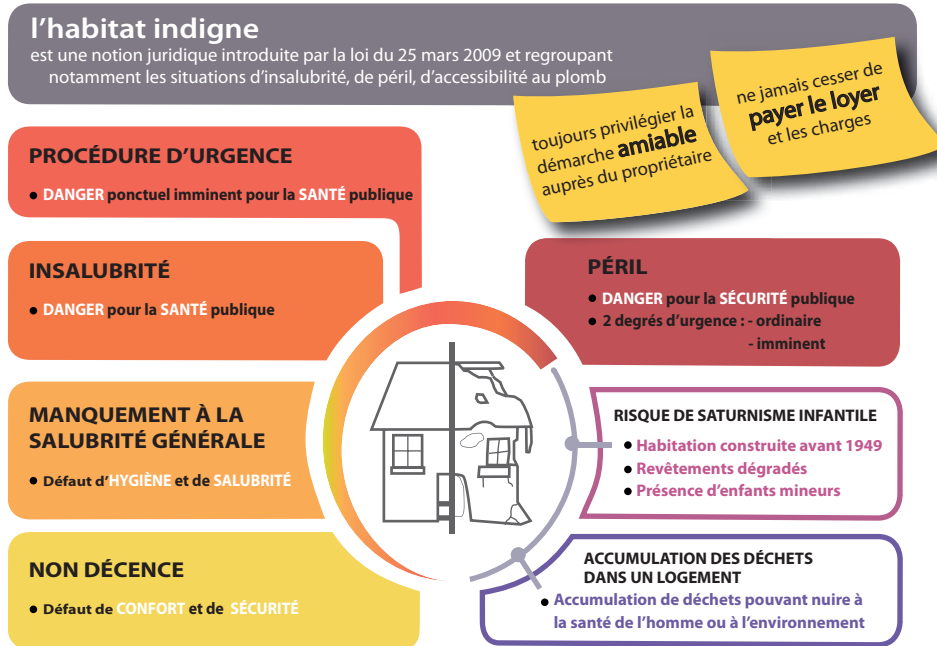 l'habitat indigne
est une notion juridique introduite par la loi du 25 mars 2009 et regroupant
notamment les situations d'insalubrité, de péril, d'accessibilité au plomb
toujours privilégier la
démarche amiable
auprès du propriétaire
ne jamais cesser de
payer le loyer
et les charges
PROCÉDURE D'URGENCE
• DANGER ponctuel imminent pour la SANTÉ publique
INSALUBRITÉ
• DANGER pour la SANTÉ publique
MANQUEMENT À LA
SALUBRITÉ GÉNÉRALE
• Défaut d'HYGIÈNE et de SALUBRITÉ
NON DÉCENCE
• Défaut de CONFORT et de SÉCURITÉ
PÉRIL
• DANGER pour la SÉCURITÉ publique
• 2 degrés d'urgence : - ordinaire
- imminent
RISQUE DE SATURNISME INFANTILE
• Habitation construite avant 1949
• Revêtements dégradés
• Présence d'enfants mineurs
ACCUMULATION DES DÉCHETS
DANS UN LOGEMENT
• Accumulation de déchets pouvant nuire à
la santé de l'homme ou à l'environnement